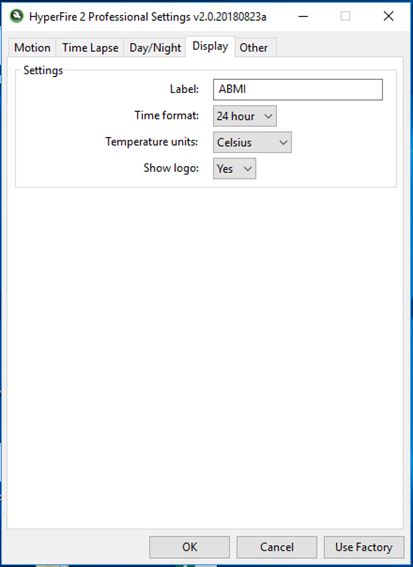 HyperFire 2 Professional Settings v2.0.20180823a
Motion Time Lapse Day/Night Display Other
Settings
Label: ABMI
Time format: 24 hour
Temperature units: Celsius
Show logo: Yes
OK Cancel Use Factory